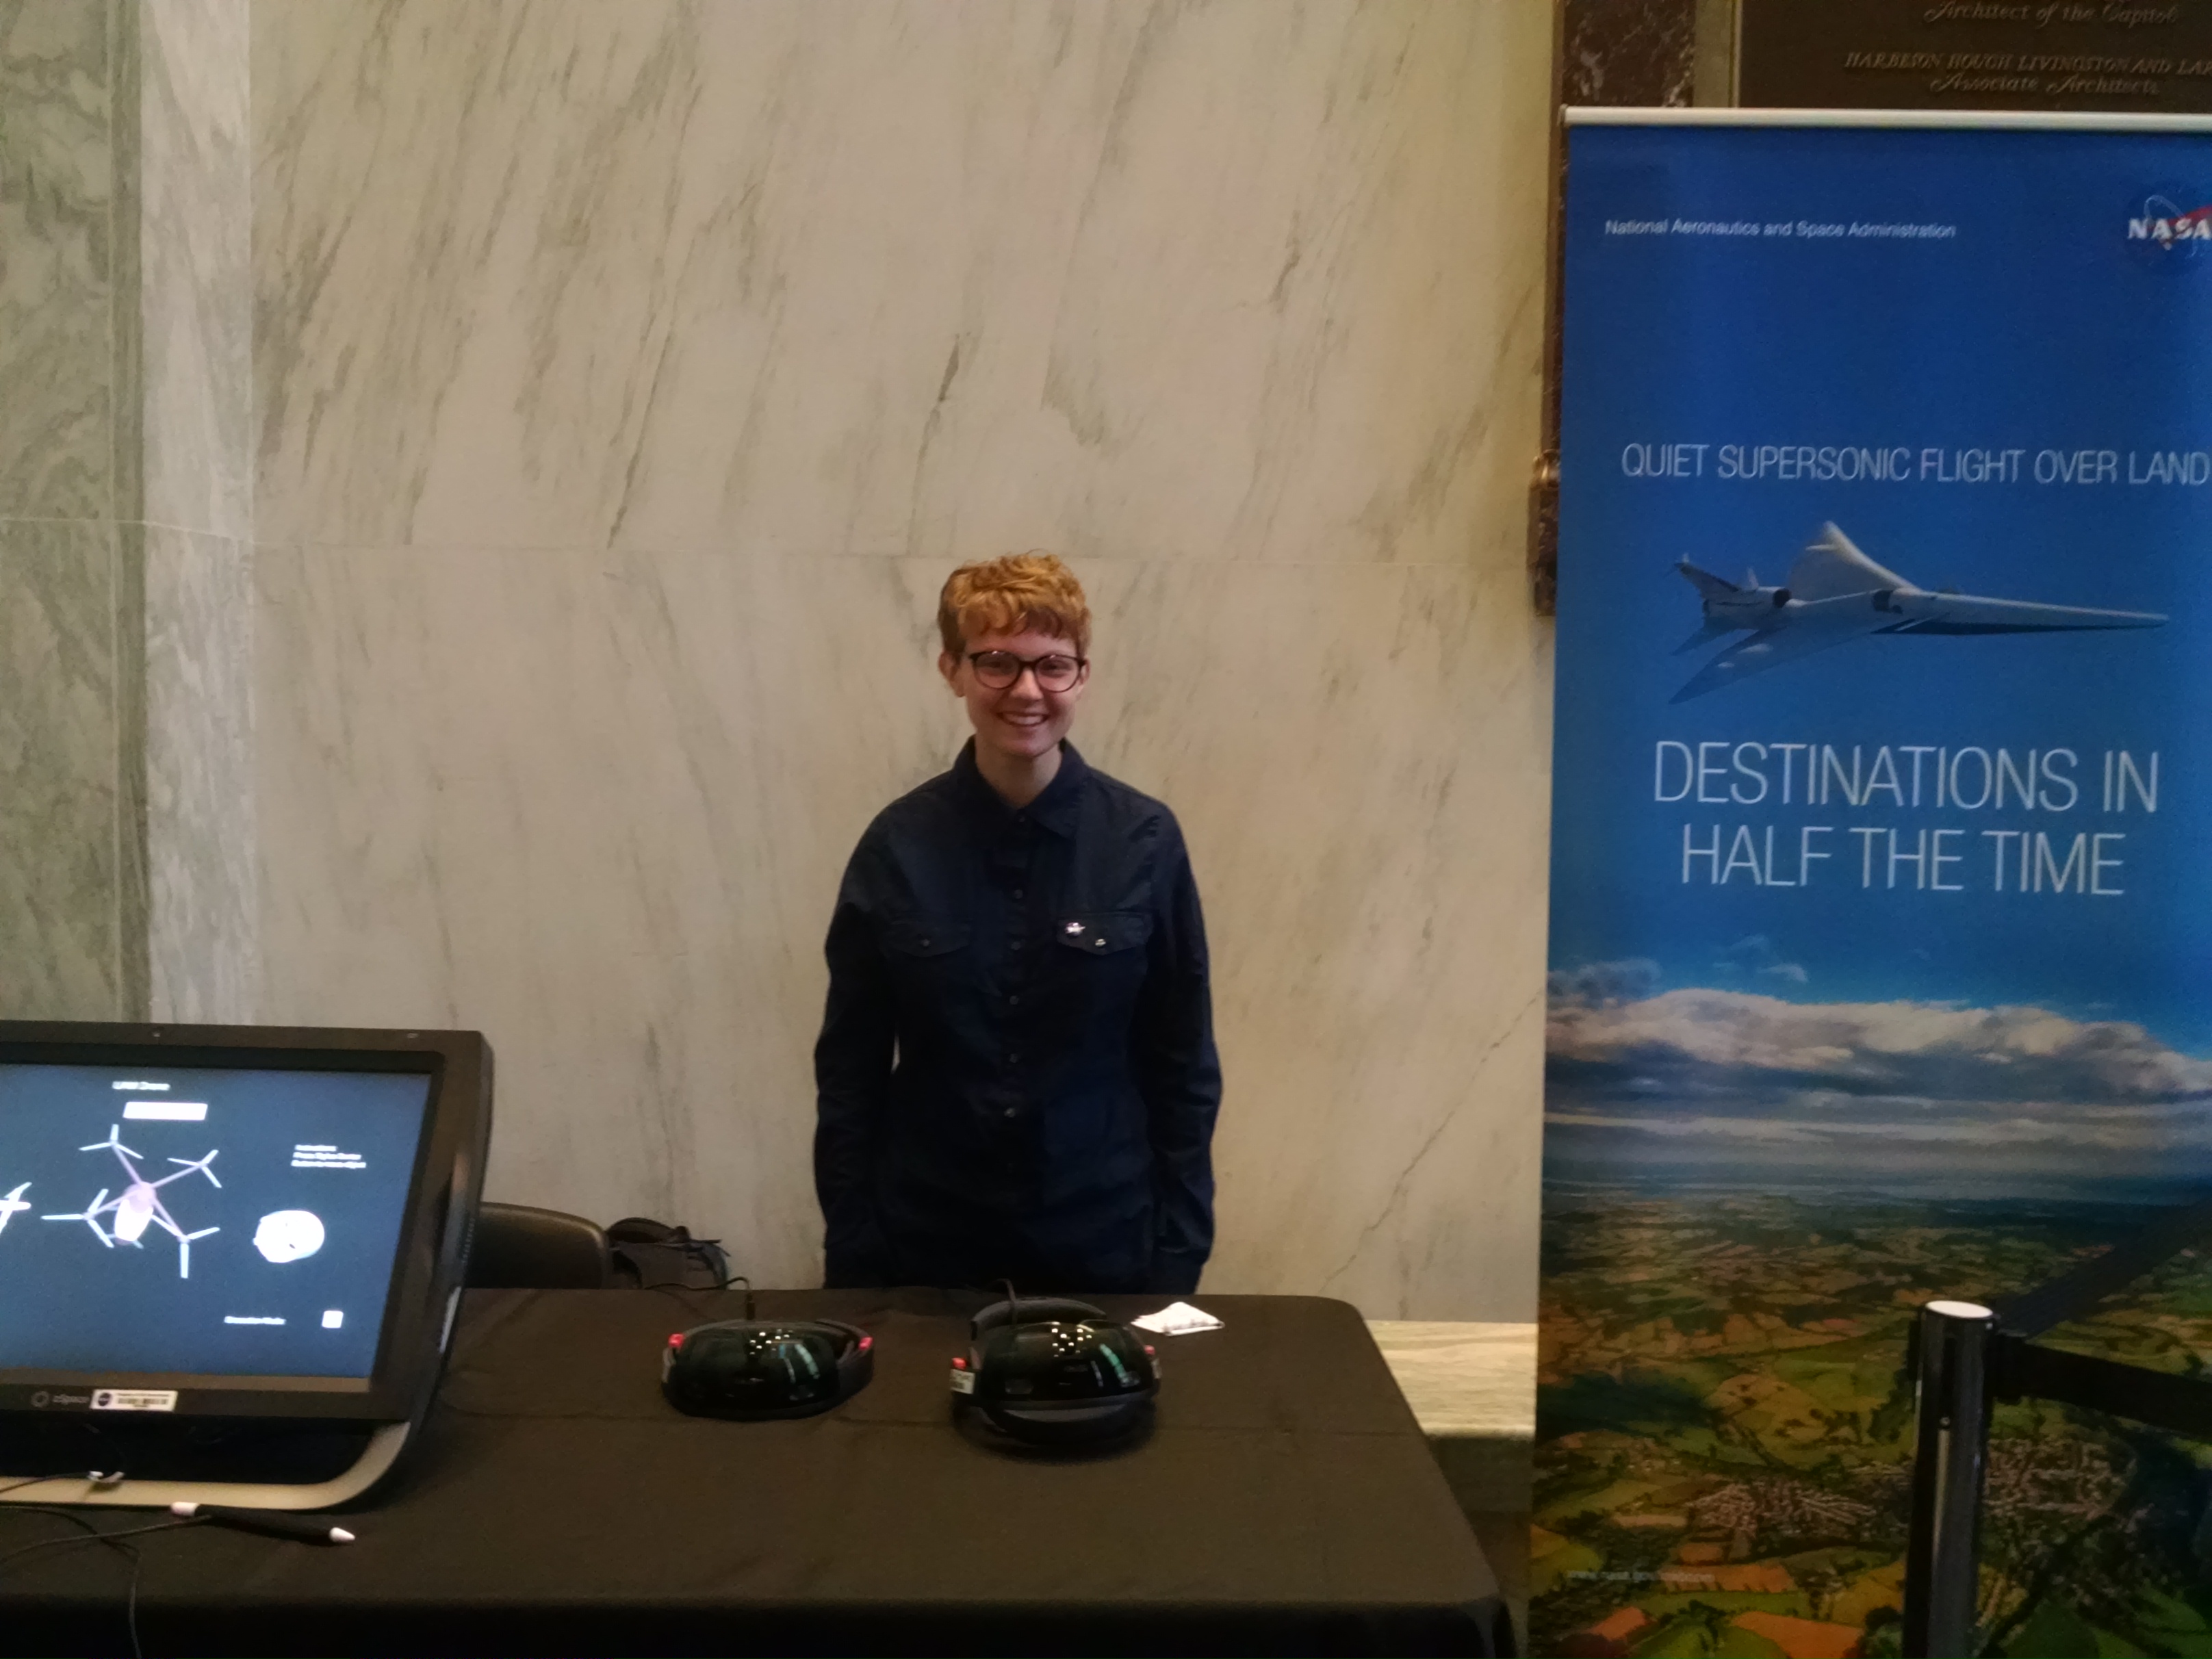 Architect of the Capitol
HARBESON HOUGH LIVINGSTON AND
Associate Architects
National Aeronautics and Space Administration
NASA
QUIET SUPERSONIC FLIGHT OVER LAND
DESTINATIONS IN
HALF THE TIME
zSpace